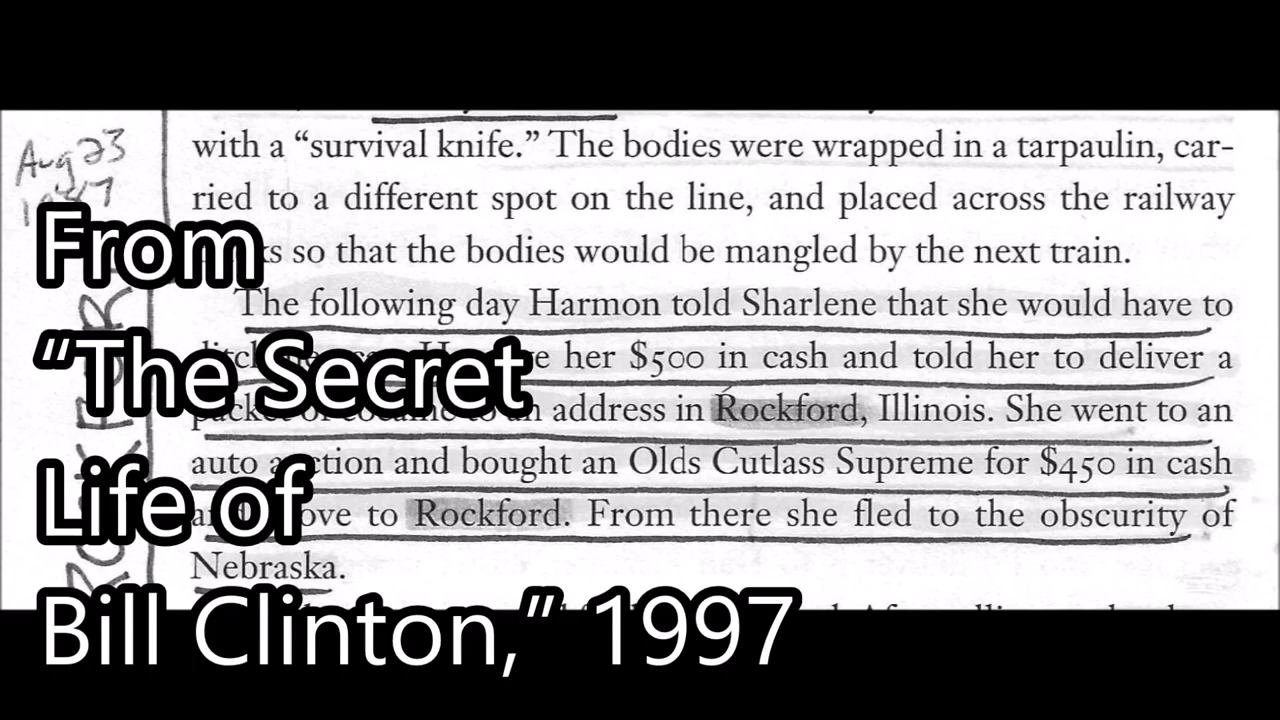 with a “survival knife.” The bodies were wrapped in a tarpaulin, car-
ried to a different spot on the line, and placed across the railway
so that the bodies would be mangled by the next train.
The following day Harmon told Sharlene that she would have to
her $500 in cash and told her to deliver a
address in Rockford, Illinois. She went to an
auto auction and bought an Olds Cutlass Supreme for $450 in cash
to Rockford. From there she fled to the obscurity of
Nebraska.
Aug 23
1987
ROCKFORD
From
“The Secret
Life of
Bill Clinton,” 1997